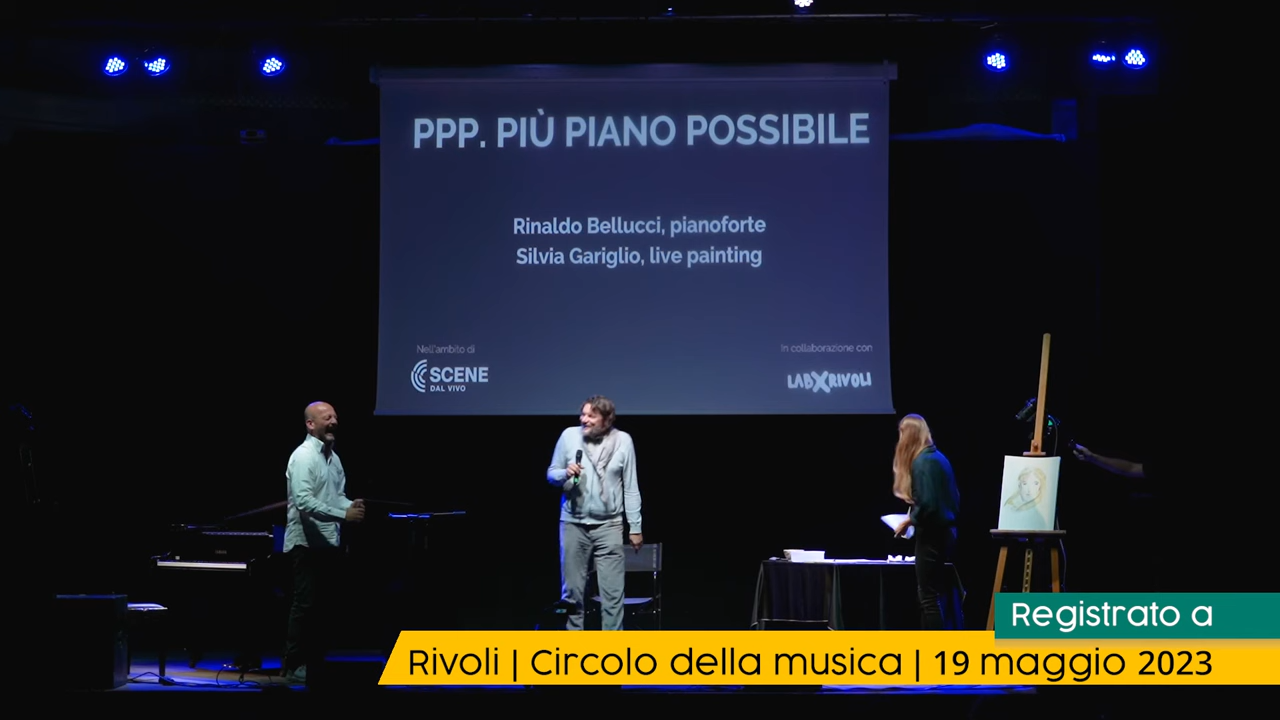 PPP. PIÙ PIANO POSSIBILE
Rinaldo Bellucci, pianoforte
Silvia Gariglio, live painting
Nell'ambito di
SCENE
DAL VIVO
In collaborazione con
LABXRIVOLI
Registrato a
Rivoli | Circolo della musica | 19 maggio 2023